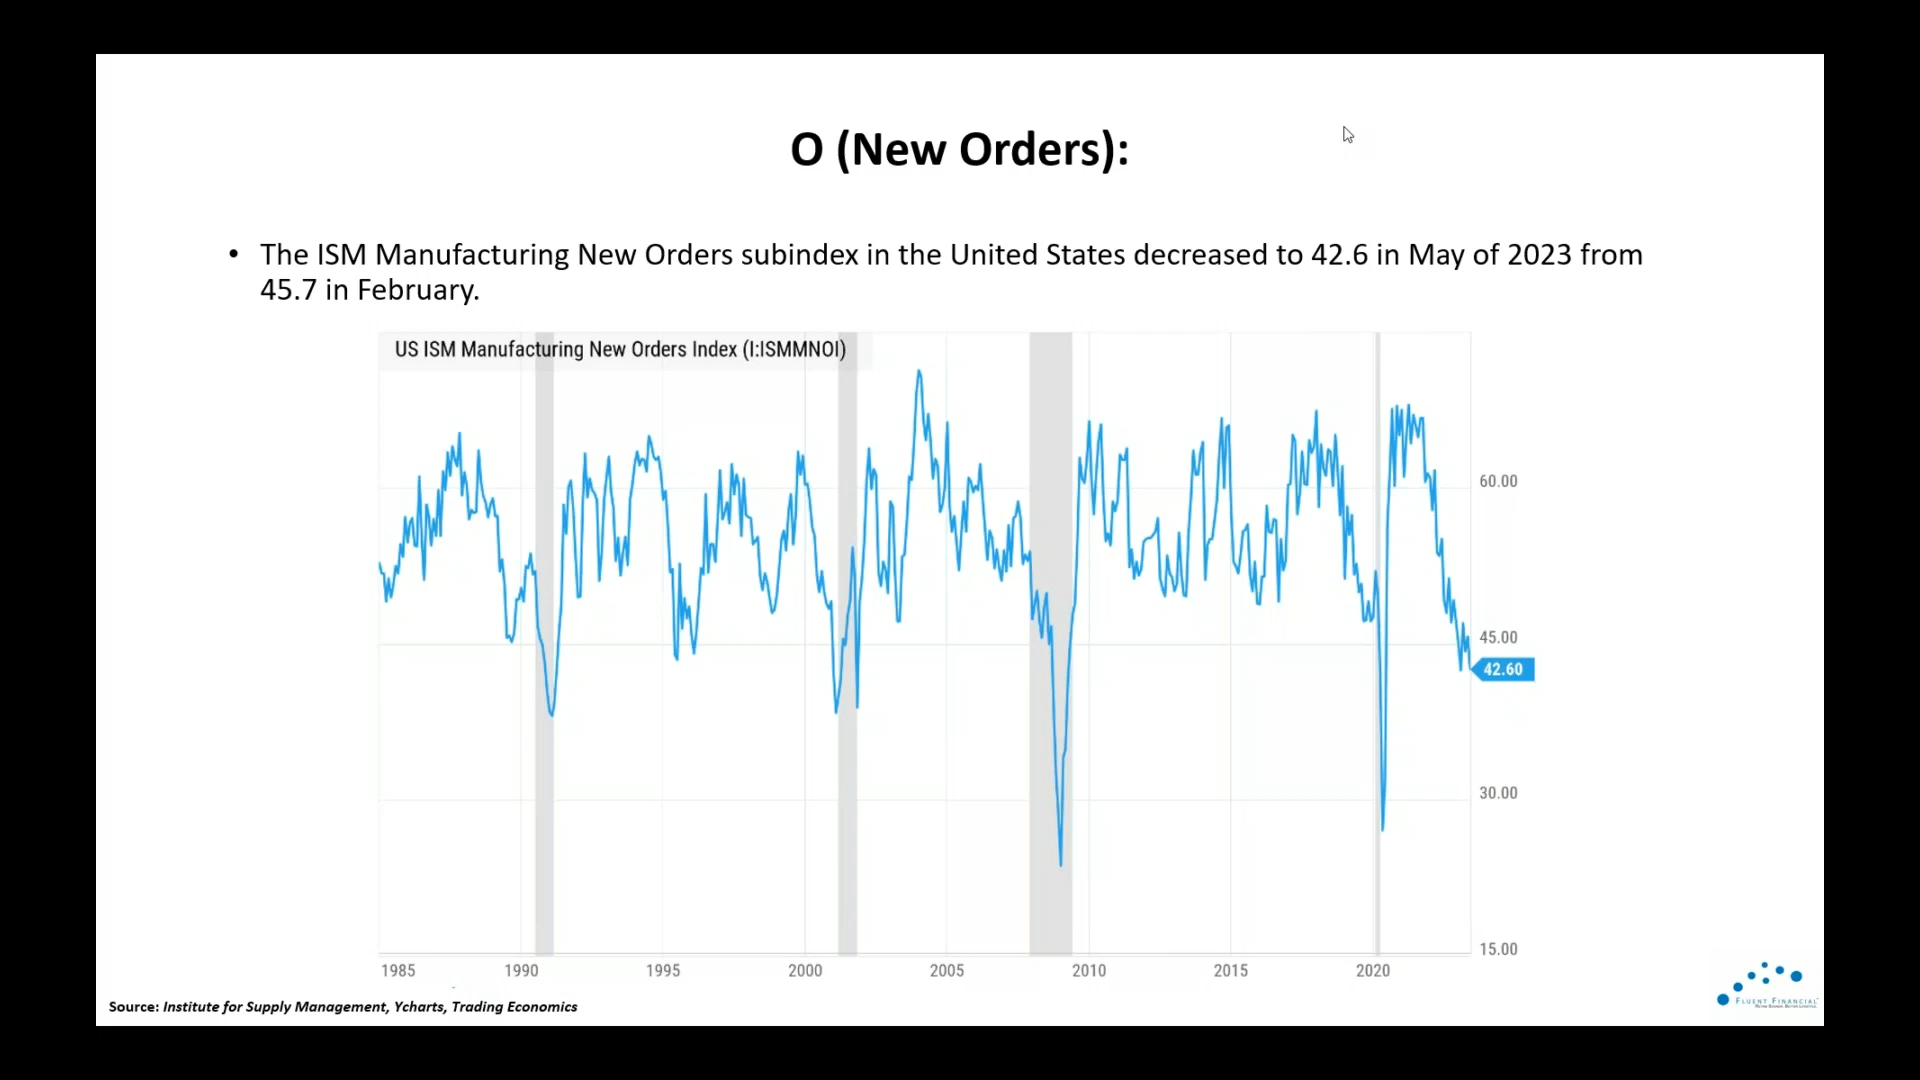 O (New Orders):
• The ISM Manufacturing New Orders subindex in the United States decreased to 42.6 in May of 2023 from
45.7 in February.
US ISM Manufacturing New Orders Index (I:ISMMNOI)
60.00
45.00
42.60
30.00
15.00
1985 1990 1995 2000 2005 2010 2015 2020
Source: Institute for Supply Management, Ycharts, Trading Economics
FLUENT FINANCIAL